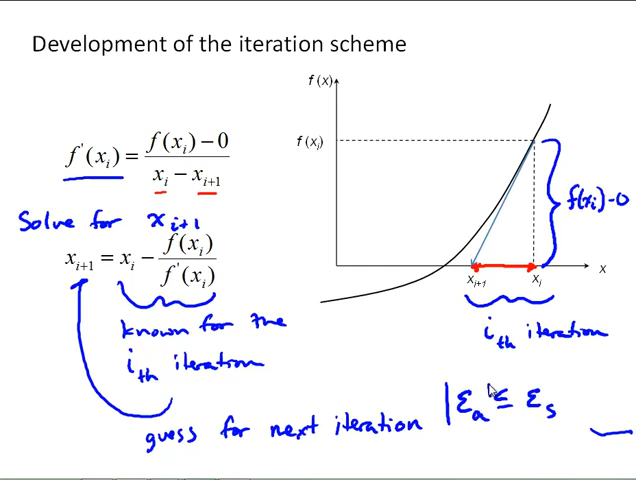 Development of the iteration scheme
f(x)
f(xᵢ)
f'(xᵢ) = (f(xᵢ) − 0) / (xᵢ − xᵢ₊₁)
f(xᵢ)−0
Solve for xᵢ₊₁
xᵢ₊₁ = xᵢ − f(xᵢ) / f'(xᵢ)
xᵢ₊₁ xᵢ x
known for the
iₜₕ iteration
iₜₕ iteration
guess for next iteration |εₐ ≤ εₛ